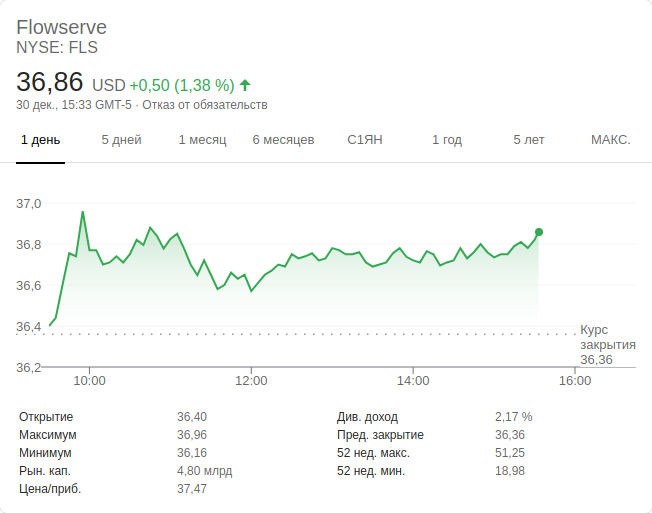 Flowserve
NYSE: FLS
36,86 USD +0,50 (1,38 %)
30 дек., 15:33 GMT-5 · Отказ от обязательств
1 день 5 дней 1 месяц 6 месяцев С1ЯН 1 год 5 лет МАКС.
37,0
36,8
36,6
36,4
Курс
закрытия
36,36
36,2
10:00 12:00 14:00 16:00
Открытие 36,40 Див. доход 2,17 %
Максимум 36,96 Пред. закрытие 36,36
Минимум 36,16 52 нед. макс. 51,25
Рын. кап. 4,80 млрд 52 нед. мин. 18,98
Цена/приб. 37,47